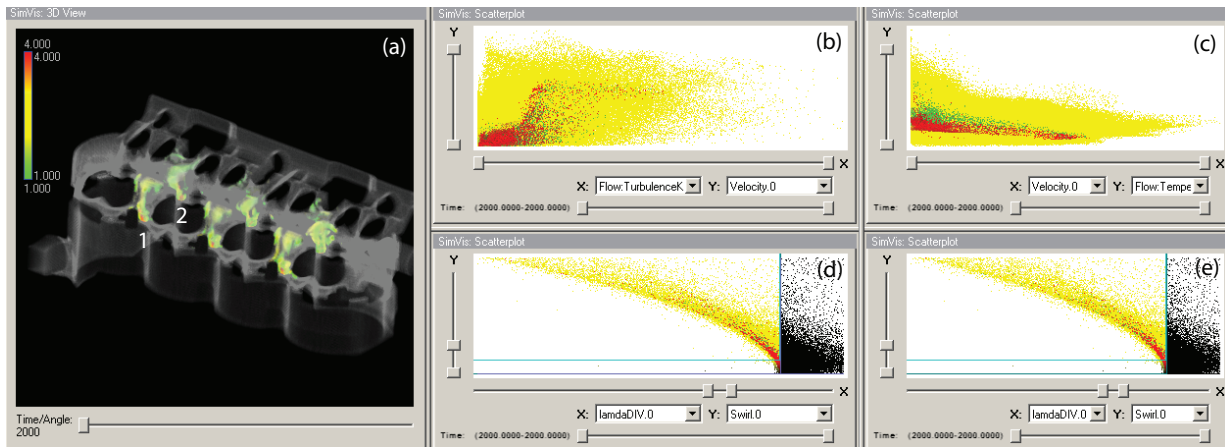 SimVis: 3D View
(a)
4.000
4.000
1.000
1.000
2
1
Time/Angle:
2000
SimVis: Scatterplot
Y
(b)
X
X: Flow:TurbulenceK Y: Velocity.0
Time: (2000.0000-2000.0000)
SimVis: Scatterplot
Y
(c)
X
X: Velocity.0 Y: Flow:Tempe
Time: (2000.0000-2000.0000)
SimVis: Scatterplot
Y
(d)
X
X: lamdaDIV.0 Y: Swirl.0
Time: (2000.0000-2000.0000)
SimVis: Scatterplot
Y
(e)
X
X: lamdaDIV.0 Y: Swirl.0
Time: (2000.0000-2000.0000)